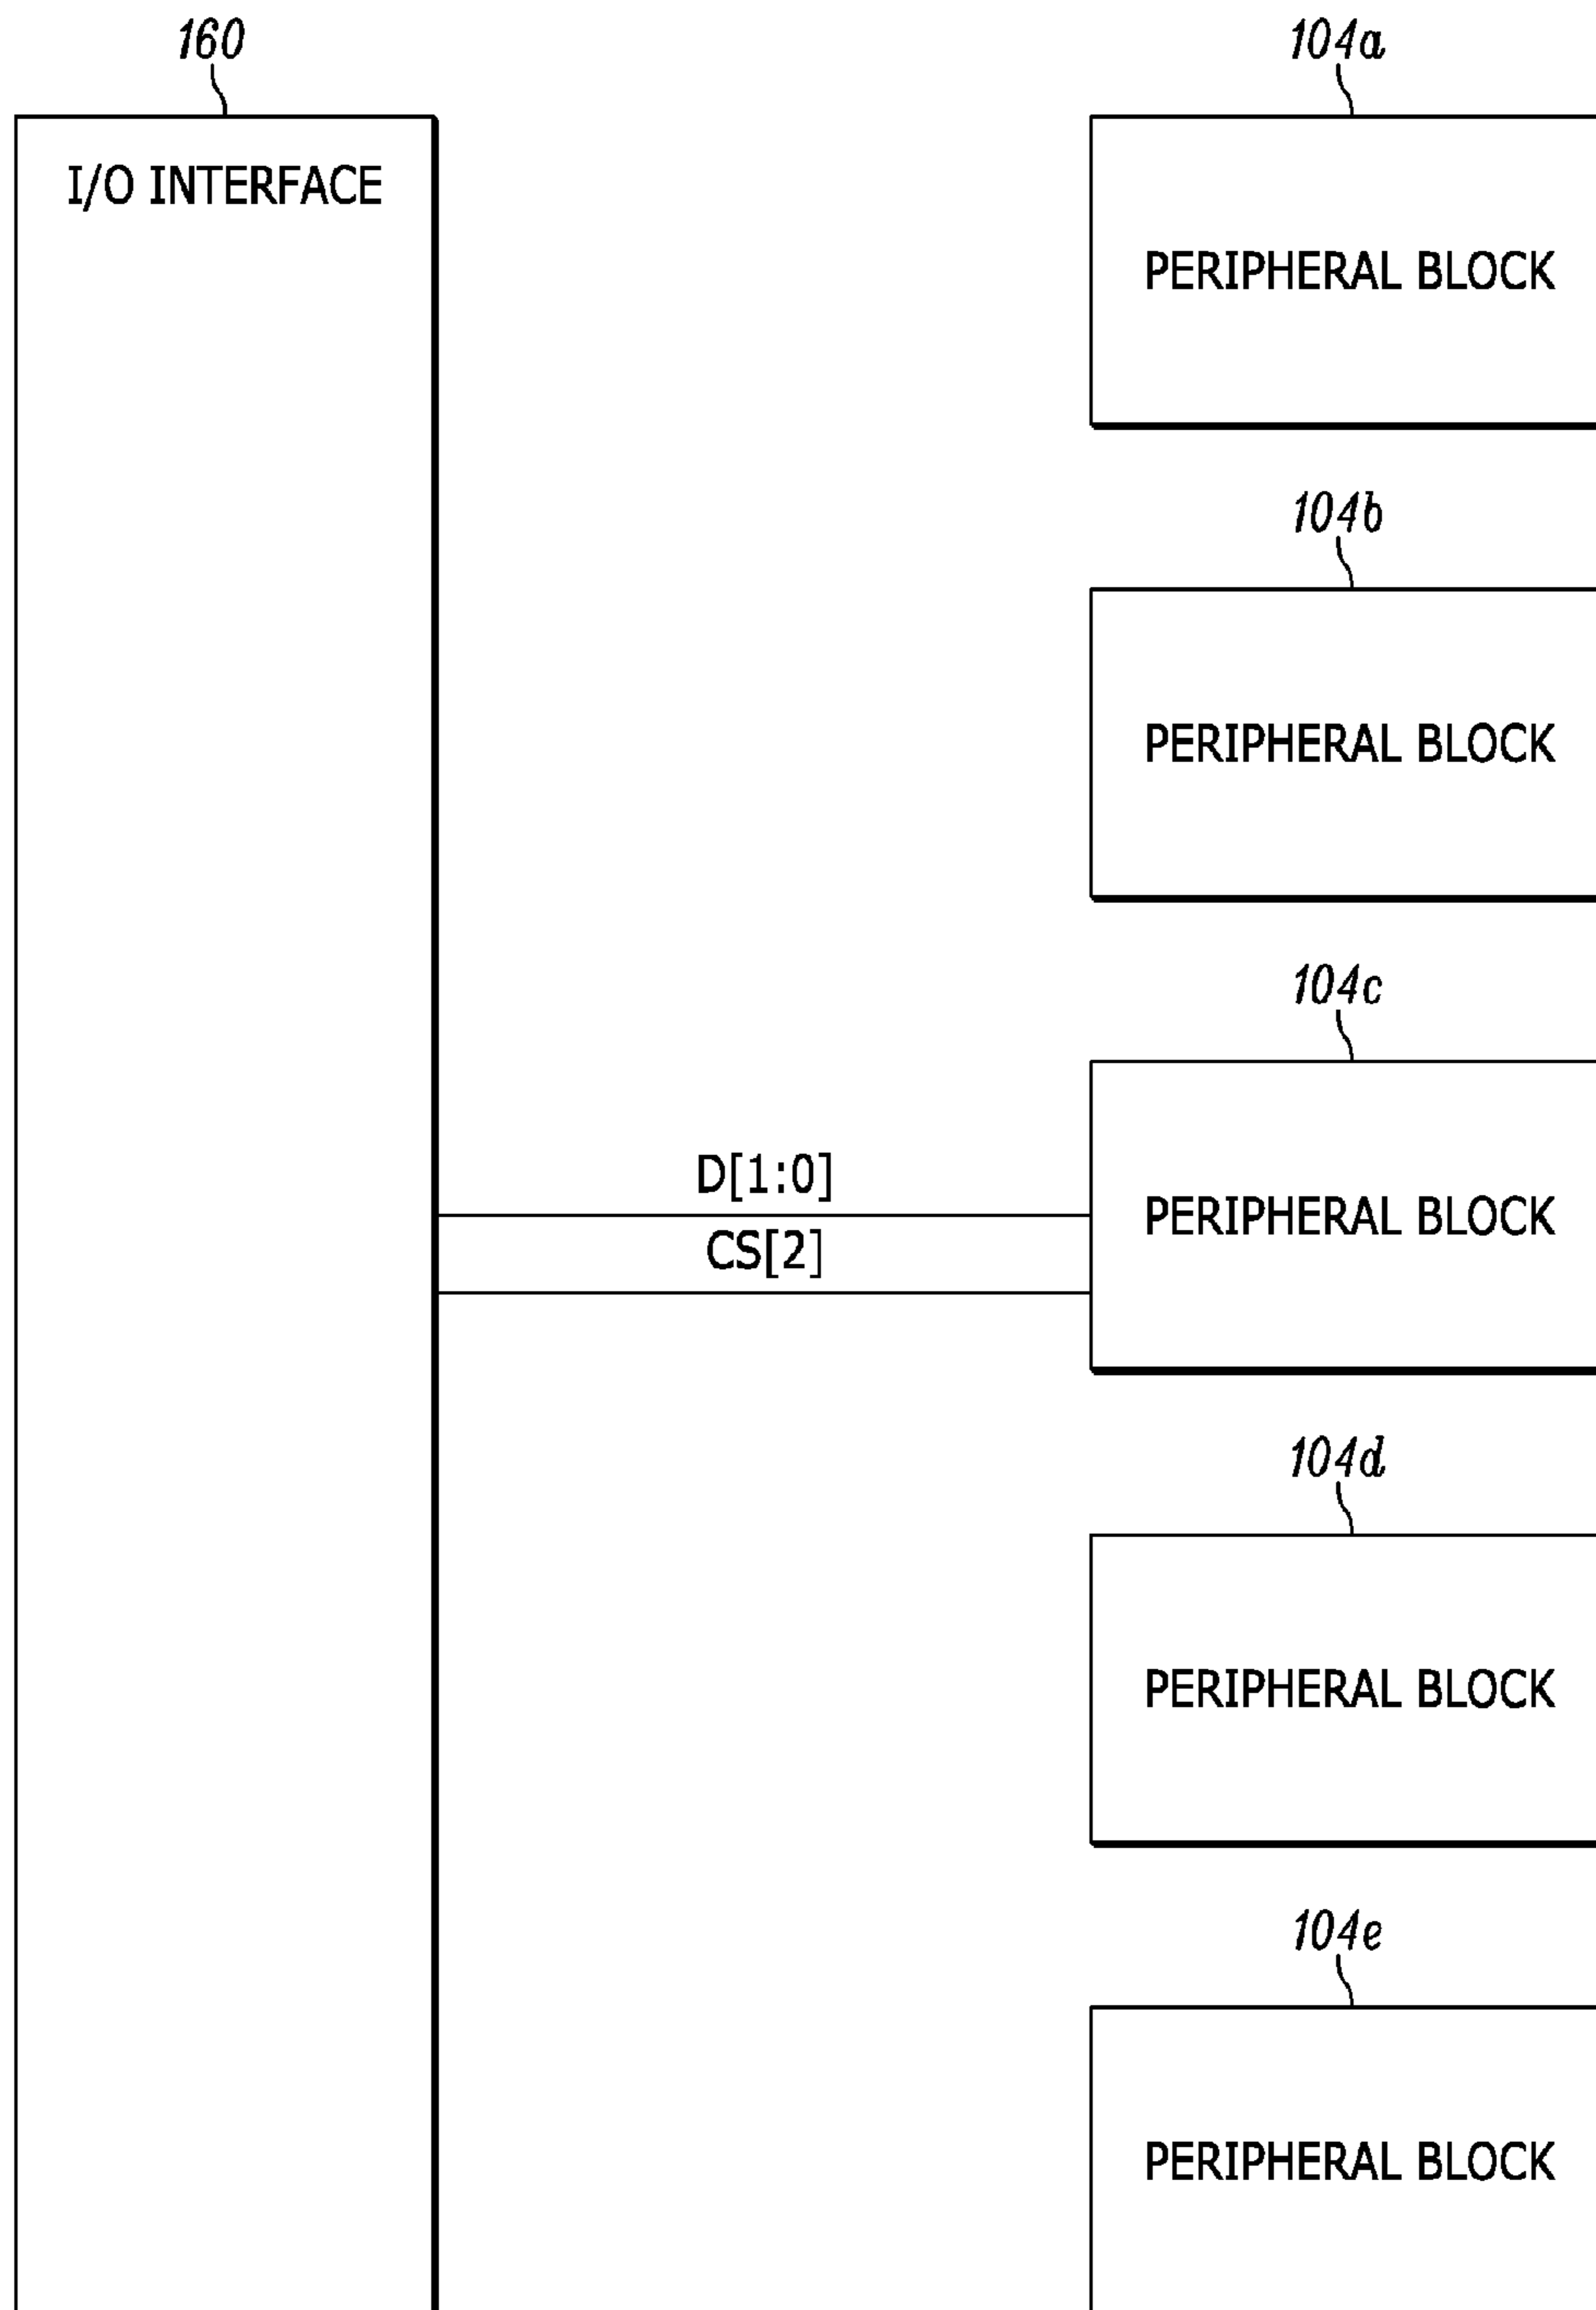 160
104a
I/O INTERFACE
PERIPHERAL BLOCK
104b
PERIPHERAL BLOCK
104c
D[1:0]
PERIPHERAL BLOCK
CS[2]
104d
PERIPHERAL BLOCK
104e
PERIPHERAL BLOCK